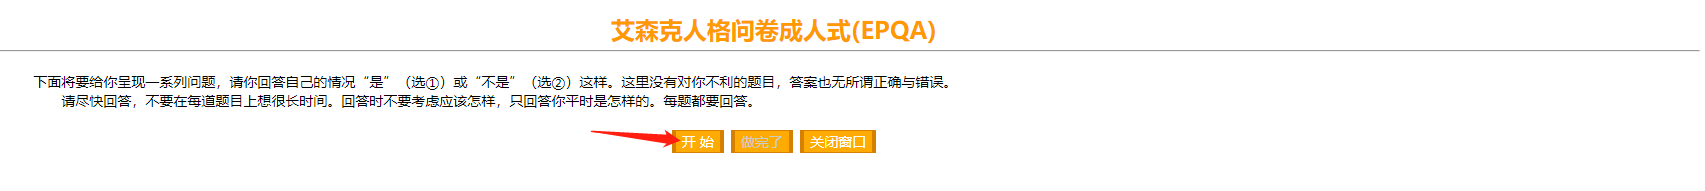 艾森克人格问卷成人式(EPQA)
下面将要给你呈现一系列问题，请你回答自己的情况“是”（选①）或“不是”（选②）这样。这里没有对你不利的题目，答案也无所谓正确与错误。
请尽快回答，不要在每道题目上想很长时间。回答时不要考虑应该怎样，只回答你平时是怎样的。每题都要回答。
开 始 做完了 关闭窗口